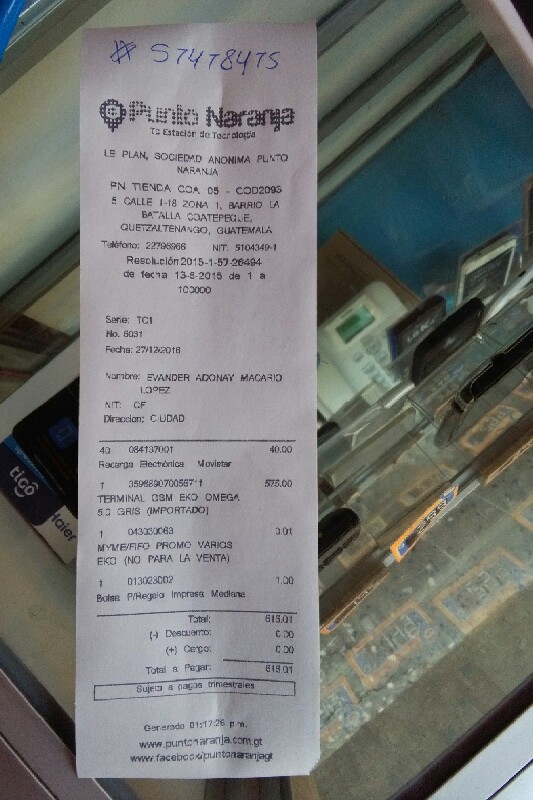 # 57478475
Punto Naranja
Tu Estación de Tecnología
LE PLAN, SOCIEDAD ANONIMA PUNTO
NARANJA
PN TIENDA COA 05 - COD2093
5 CALLE 1-18 ZONA 1, BARRIO LA
BATALLA COATEPEQUE,
QUETZALTENANGO, GUATEMALA
Teléfono: 22798966 NIT: 5104349-1
Resolución 2015-1-57-26494
de fecha 13-8-2015 de 1 a
100000
Serie: TC1
No. 6031
Fecha: 27/12/2016
Nombre: EVANDER ADONAY MACARIO
LOPEZ
NIT: CF
Direccion: CIUDAD
40 084137001 40.00
Recarga Electrónica Movistar
1 575.00
TERMINAL GSM EKO OMEGA
5.0 GRIS (IMPORTADO)
1 043030063 0.01
MYME/FIFO PROMO VARIOS
EKO (NO PARA LA VENTA)
1 013023002 1.00
Bolsa P/Regalo Impresa Mediana
Total: 616.01
(-) Descuento: 0.00
(+) Cargo: 0.00
Total a Pagar: 616.01
Sujeto a pagos trimestrales
Generado 01:17:26 p.m.
www.puntonaranja.com.gt
www.facebook/puntonaranjagt
tigo
Haier